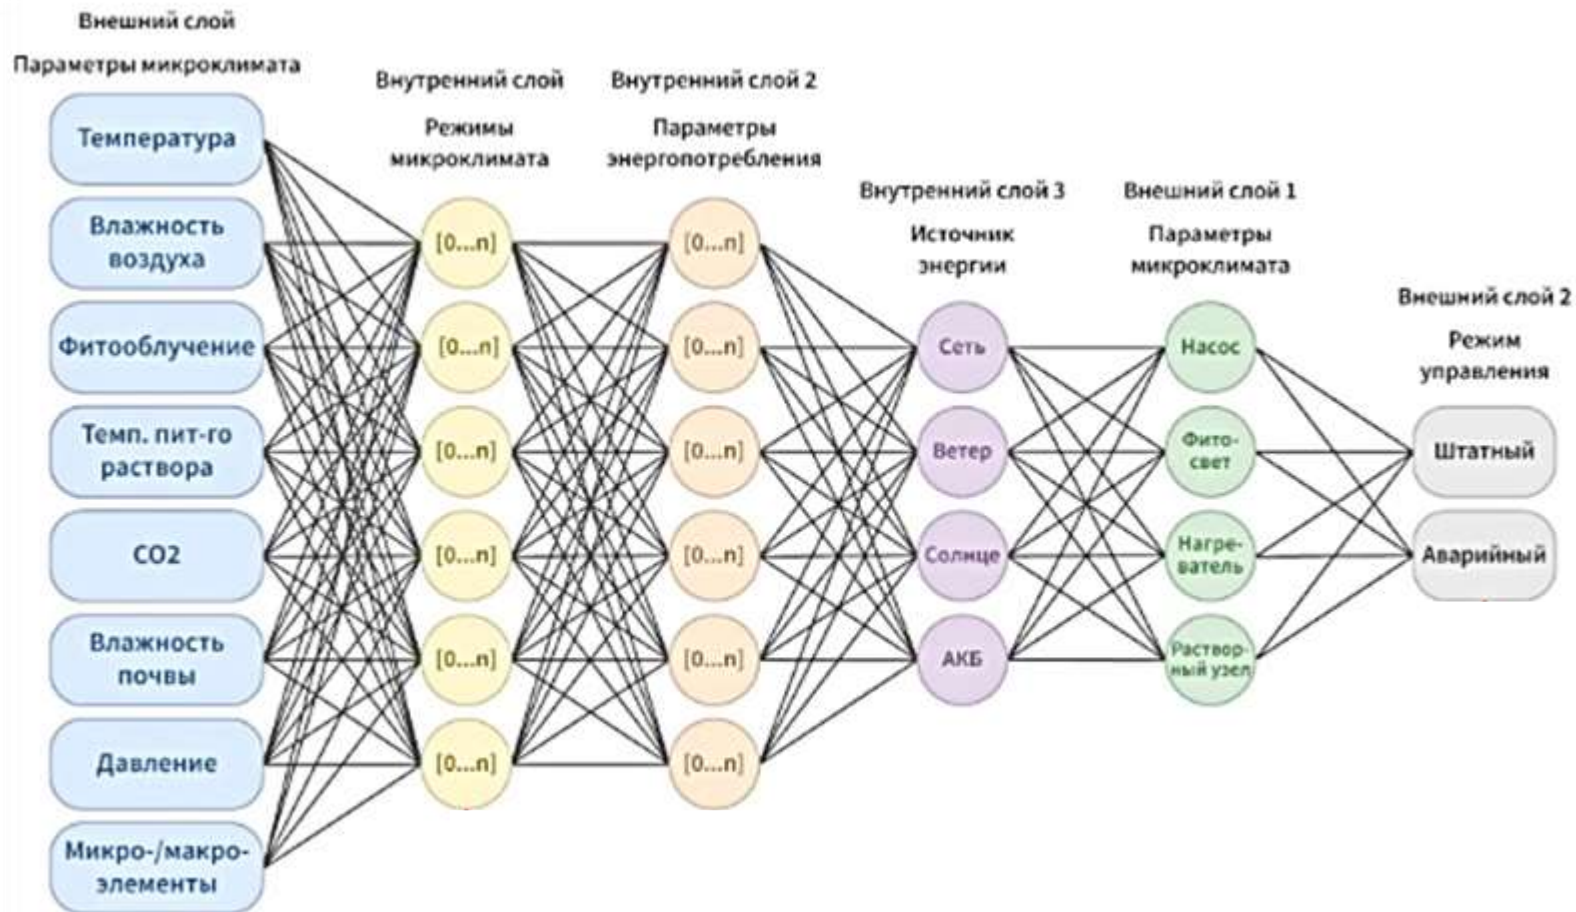 Внешний слой
Параметры микроклимата
Температура
Влажность
воздуха
Фитооблучение
Темп. пит-го
раствора
CO2
Влажность
почвы
Давление
Микро-/макро-
элементы
Внутренний слой
Режимы
микроклимата
[0...n]
[0...n]
[0...n]
[0...n]
[0...n]
[0...n]
Внутренний слой 2
Параметры
энергопотребления
[0...n]
[0...n]
[0...n]
[0...n]
[0...n]
[0...n]
Внутренний слой 3
Источник
энергии
Сеть
Ветер
Солнце
АКБ
Внешний слой 1
Параметры
микроклимата
Насос
Фито-
свет
Нагре-
ватель
Раствор-
ный узел
Внешний слой 2
Режим
управления
Штатный
Аварийный